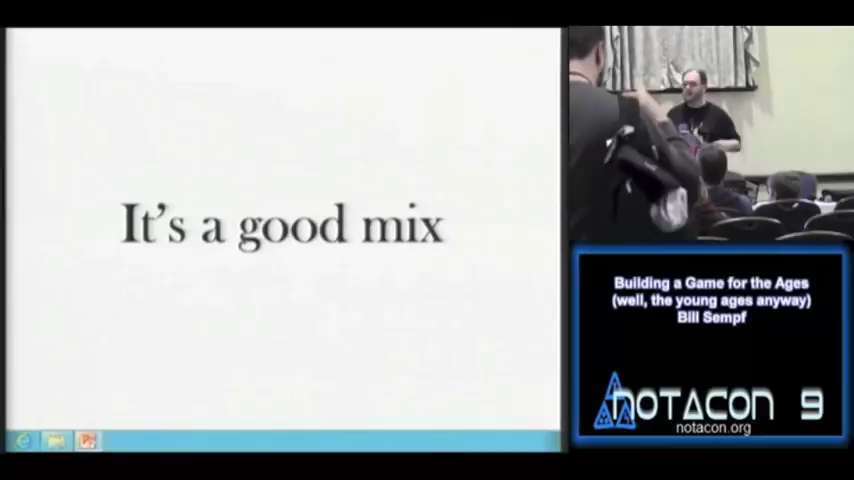 It's a good mix
Building a Game for the Ages
(well, the young ages anyway)
Bill Sempf
NOTACON 9
notacon.org